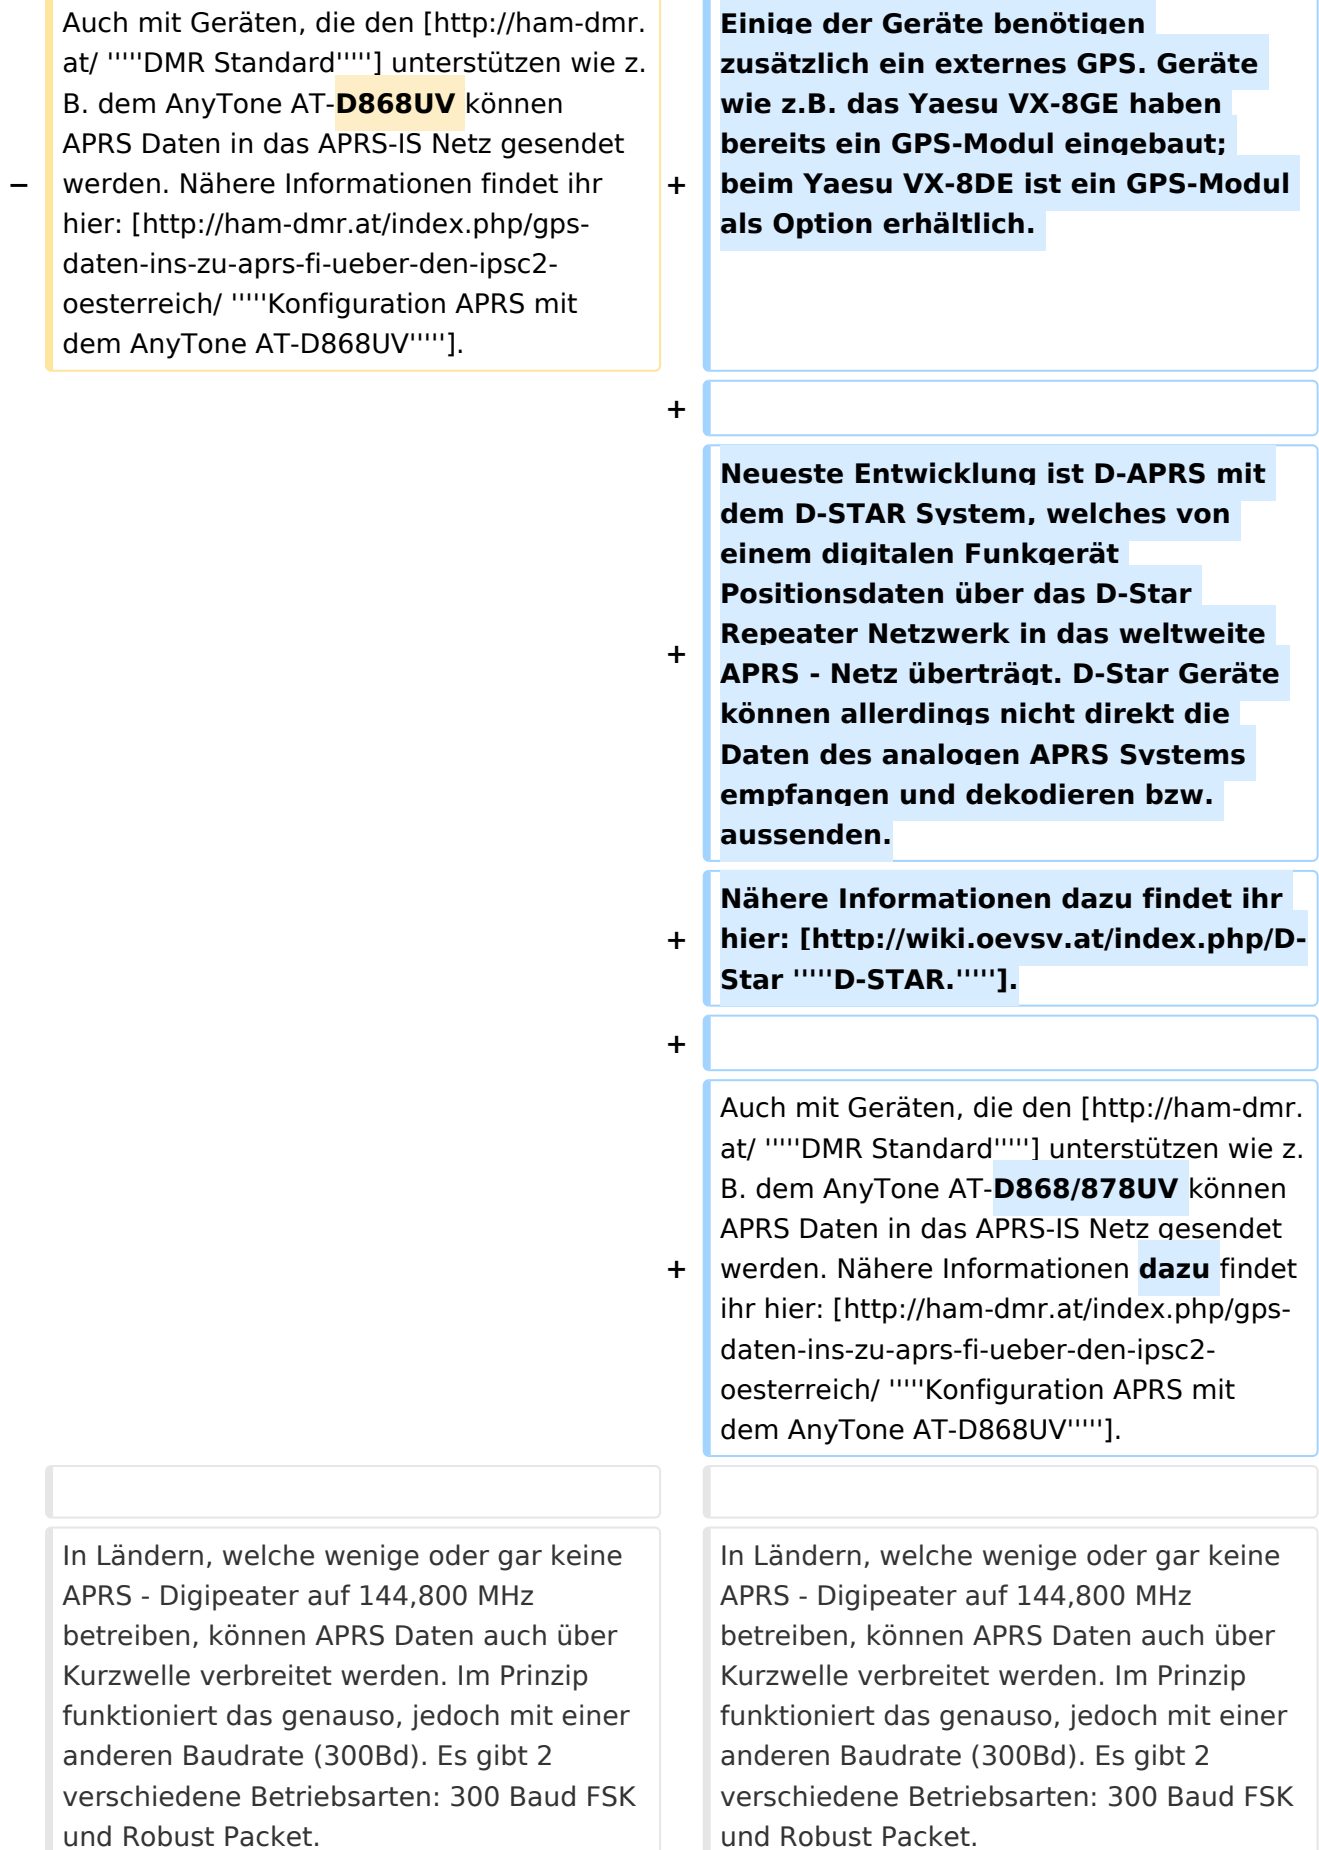 Auch mit Geräten, die den [http://ham-dmr.
at/ '''''DMR Standard'''''] unterstützen wie z.
B. dem AnyTone AT-D868UV können
APRS Daten in das APRS-IS Netz gesendet
− werden. Nähere Informationen findet ihr
hier: [http://ham-dmr.at/index.php/gps-
daten-ins-zu-aprs-fi-ueber-den-ipsc2-
oesterreich/ '''''Konfiguration APRS mit
dem AnyTone AT-D868UV'''''].
Einige der Geräte benötigen
zusätzlich ein externes GPS. Geräte
wie z.B. das Yaesu VX-8GE haben
bereits ein GPS-Modul eingebaut;
+ beim Yaesu VX-8DE ist ein GPS-Modul
als Option erhältlich.
+
Neueste Entwicklung ist D-APRS mit
dem D-STAR System, welches von
einem digitalen Funkgerät
Positionsdaten über das D-Star
Repeater Netzwerk in das weltweite
+ APRS - Netz überträgt. D-Star Geräte
können allerdings nicht direkt die
Daten des analogen APRS Systems
empfangen und dekodieren bzw.
aussenden.
Nähere Informationen dazu findet ihr
+ hier: [http://wiki.oevsv.at/index.php/D-
Star '''''D-STAR.'''''].
+
Auch mit Geräten, die den [http://ham-dmr.
at/ '''''DMR Standard'''''] unterstützen wie z.
B. dem AnyTone AT-D868/878UV können
APRS Daten in das APRS-IS Netz gesendet
+ werden. Nähere Informationen dazu findet
ihr hier: [http://ham-dmr.at/index.php/gps-
daten-ins-zu-aprs-fi-ueber-den-ipsc2-
oesterreich/ '''''Konfiguration APRS mit
dem AnyTone AT-D868UV'''''].
In Ländern, welche wenige oder gar keine
APRS - Digipeater auf 144,800 MHz
betreiben, können APRS Daten auch über
Kurzwelle verbreitet werden. Im Prinzip
funktioniert das genauso, jedoch mit einer
anderen Baudrate (300Bd). Es gibt 2
verschiedene Betriebsarten: 300 Baud FSK
und Robust Packet.
In Ländern, welche wenige oder gar keine
APRS - Digipeater auf 144,800 MHz
betreiben, können APRS Daten auch über
Kurzwelle verbreitet werden. Im Prinzip
funktioniert das genauso, jedoch mit einer
anderen Baudrate (300Bd). Es gibt 2
verschiedene Betriebsarten: 300 Baud FSK
und Robust Packet.